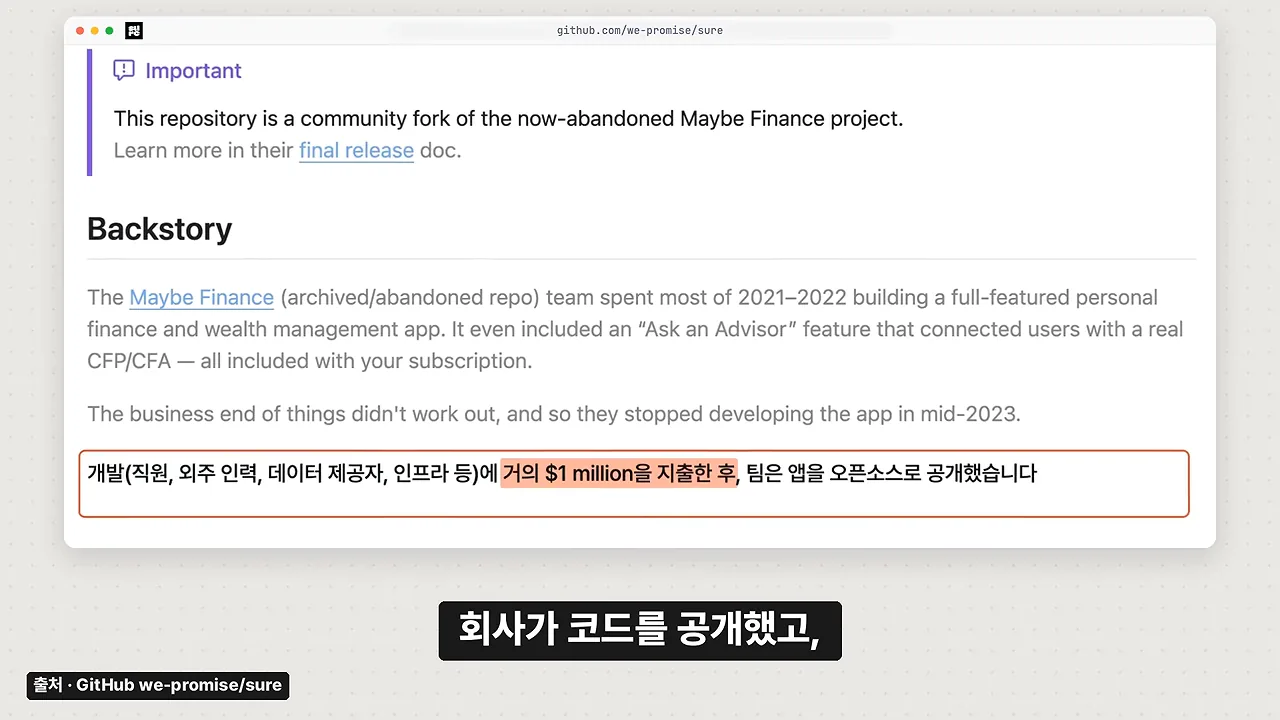 github.com/we-promise/sure
Important
This repository is a community fork of the now-abandoned Maybe Finance project.
Learn more in their final release doc.
Backstory
The Maybe Finance (archived/abandoned repo) team spent most of 2021–2022 building a full-featured personal
finance and wealth management app. It even included an “Ask an Advisor” feature that connected users with a real
CFP/CFA — all included with your subscription.
The business end of things didn't work out, and so they stopped developing the app in mid-2023.
개발(직원, 외주 인력, 데이터 제공자, 인프라 등)에 거의 $1 million을 지출한 후, 팀은 앱을 오픈소스로 공개했습니다
회사가 코드를 공개했고,
출처 · GitHub we-promise/sure